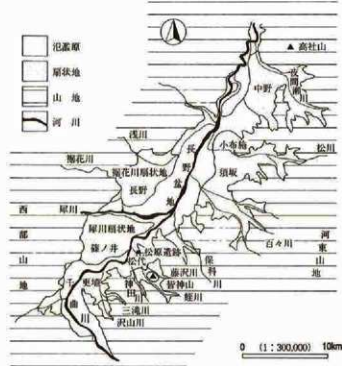 氾濫原
扇状地
山地
河川
高社山
夜間瀬川
中野
浅川
長野盆地
小布施
松川
裾花川
裾花川扇状地
須坂
長野
百々川
西部山地
犀川
犀川扇状地
河東山地
篠ノ井
松原遺跡
保科川
松代
藤沢川
千曲川
更埴
神田川
皆神山
蛭川
三滝川
沢山川
0 (1:300,000) 10km